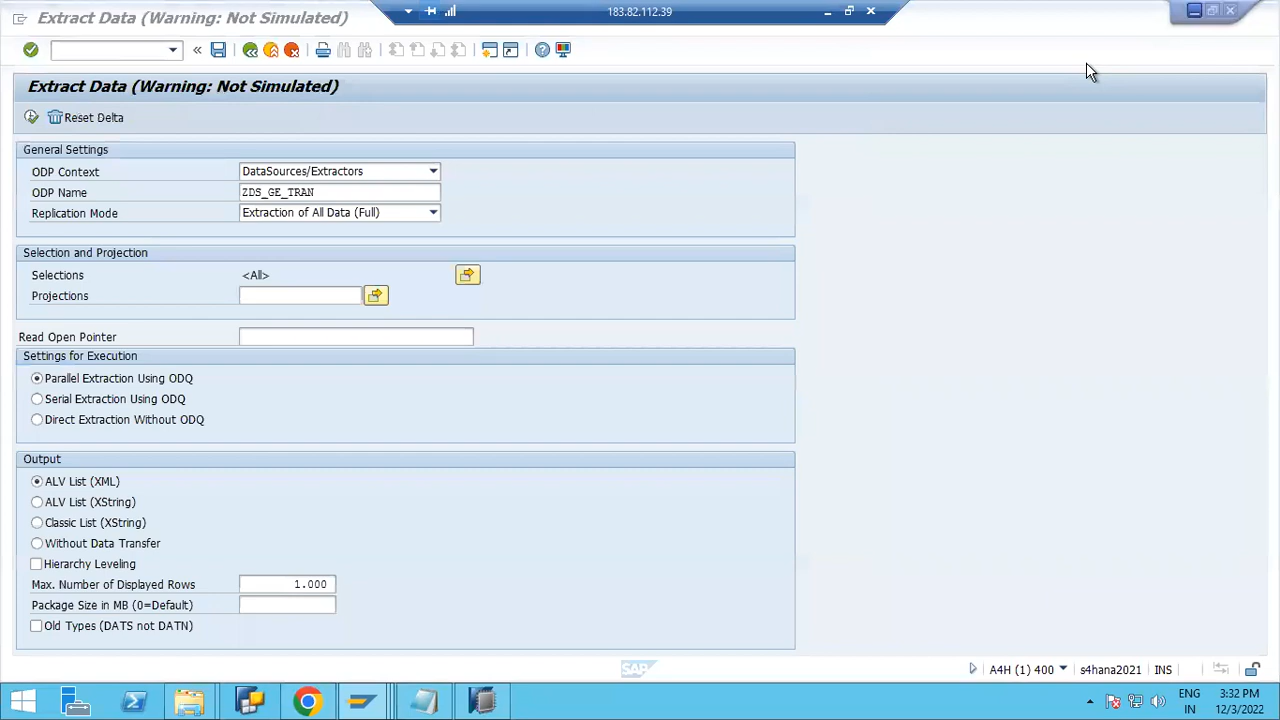 Extract Data (Warning: Not Simulated)
183.82.112.39
Extract Data (Warning: Not Simulated)
Reset Delta
General Settings
ODP Context DataSources/Extractors
ODP Name ZDS_GE_TRAN
Replication Mode Extraction of All Data (Full)
Selection and Projection
Selections <All>
Projections
Read Open Pointer
Settings for Execution
Parallel Extraction Using ODQ
Serial Extraction Using ODQ
Direct Extraction Without ODQ
Output
ALV List (XML)
ALV List (XString)
Classic List (XString)
Without Data Transfer
Hierarchy Leveling
Max. Number of Displayed Rows 1.000
Package Size in MB (0=Default)
Old Types (DATS not DATN)
SAP
A4H (1) 400 s4hana2021 INS
ENG 3:32 PM
IN 12/3/2022